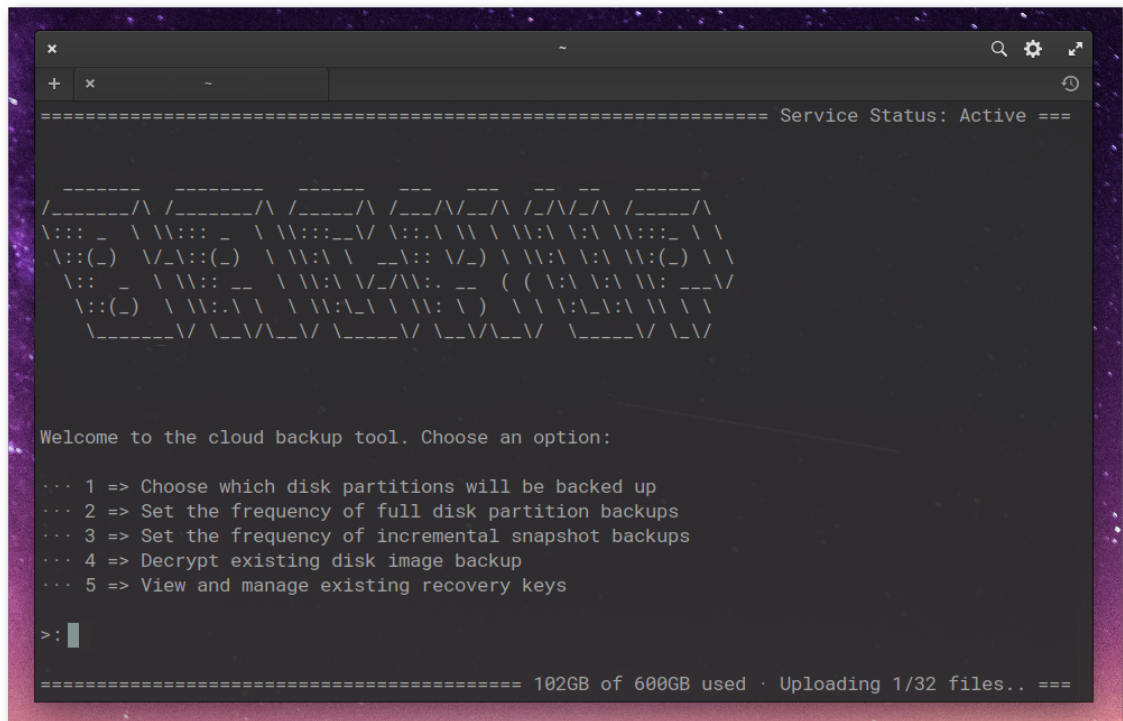 ~
~
=== Service Status: Active ===
BACKUP
Welcome to the cloud backup tool. Choose an option:
··· 1 => Choose which disk partitions will be backed up
··· 2 => Set the frequency of full disk partition backups
··· 3 => Set the frequency of incremental snapshot backups
··· 4 => Decrypt existing disk image backup
··· 5 => View and manage existing recovery keys
>:
=== 102GB of 600GB used · Uploading 1/32 files.. ===